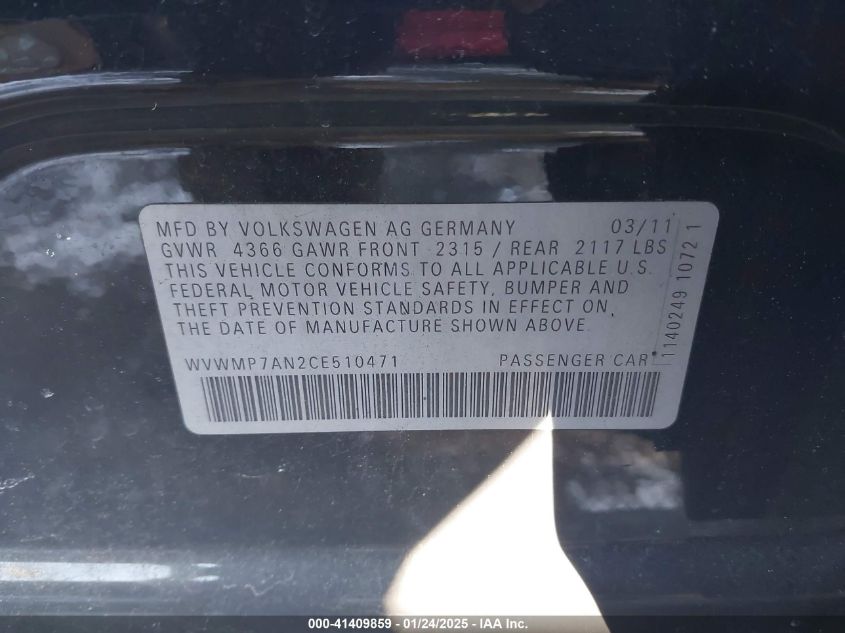 MFD BY VOLKSWAGEN AG GERMANY 03/11
GVWR 4366 GAWR FRONT 2315 / REAR 2117 LBS
THIS VEHICLE CONFORMS TO ALL APPLICABLE U.S.
FEDERAL MOTOR VEHICLE SAFETY, BUMPER AND
THEFT PREVENTION STANDARDS IN EFFECT ON,
THE DATE OF MANUFACTURE SHOWN ABOVE.
WVWMP7AN2CE510471 PASSENGER CAR
1140249 10721
000-41409859 - 01/24/2025 - IAA Inc.